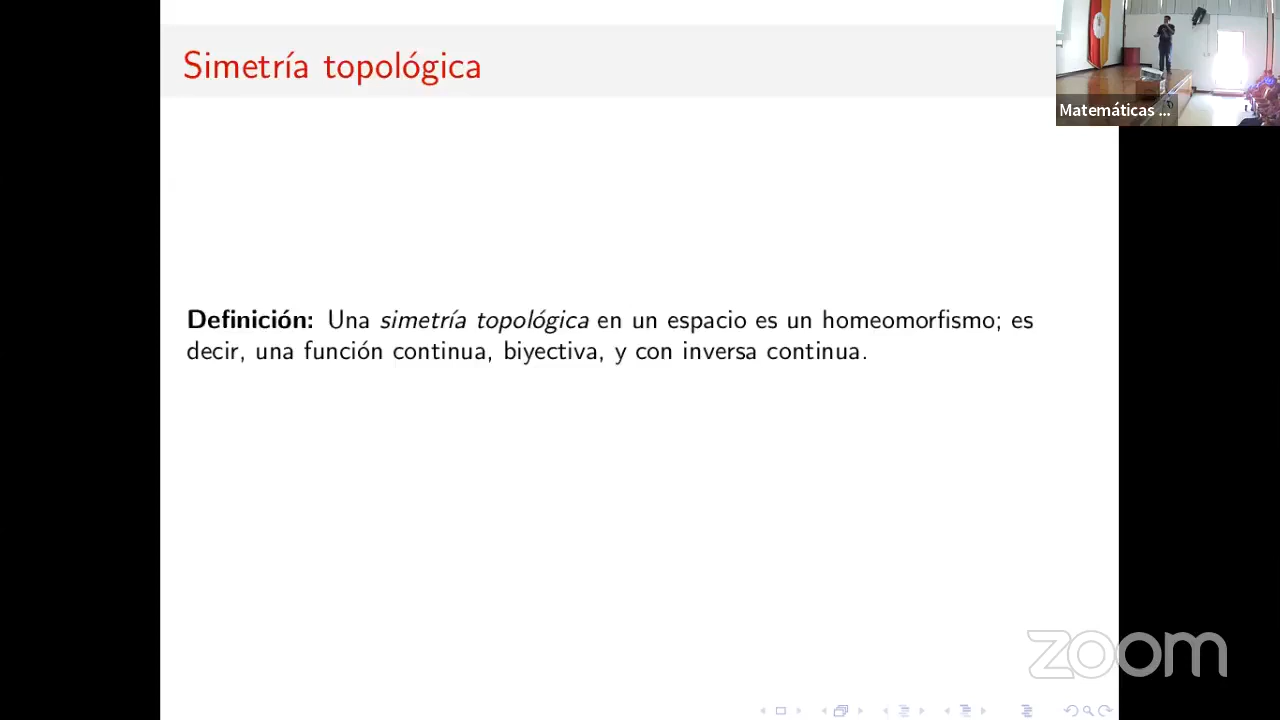 Simetría topológica
Matemáticas ...
Definición: Una simetría topológica en un espacio es un homeomorfismo; es
decir, una función continua, biyectiva, y con inversa continua.
zoom